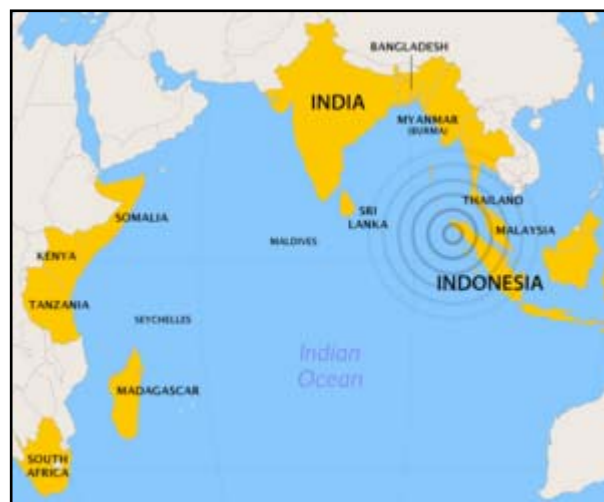 BANGLADESH
INDIA
MYANMAR
(BURMA)
THAILAND
SRI
LANKA
SOMALIA
MALAYSIA
MALDIVES
KENYA
INDONESIA
TANZANIA
SEYCHELLES
Indian
Ocean
MADAGASCAR
SOUTH
AFRICA